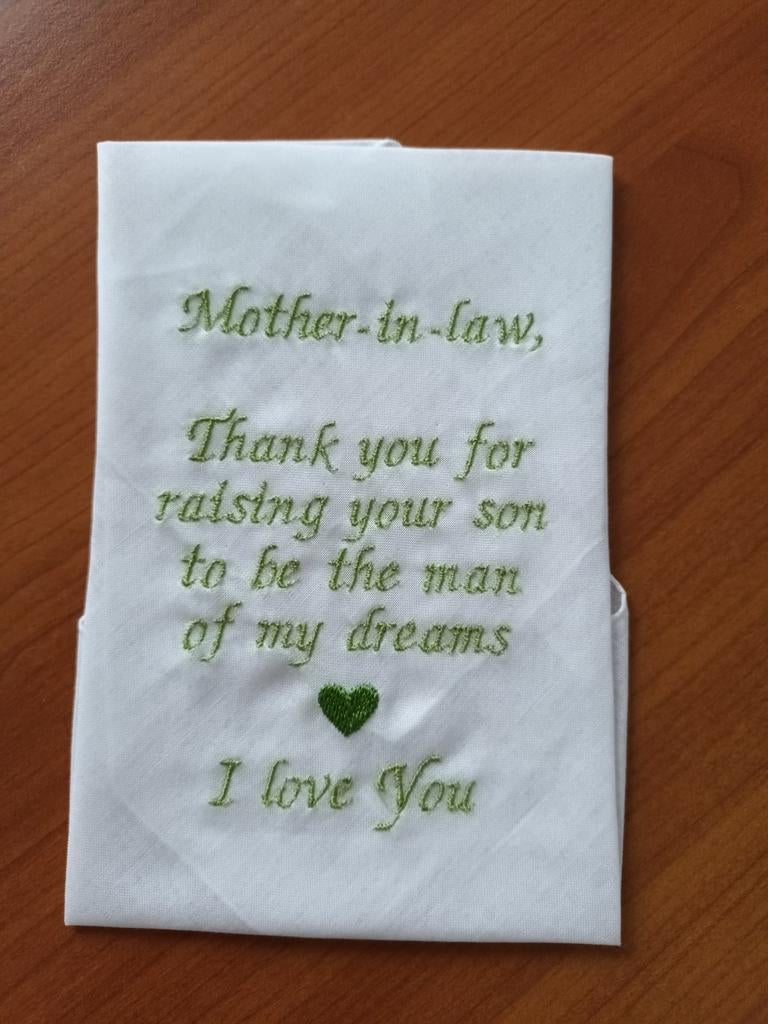 Mother-in-law,
Thank you for
raising your son
to be the man
of my dreams
I love You